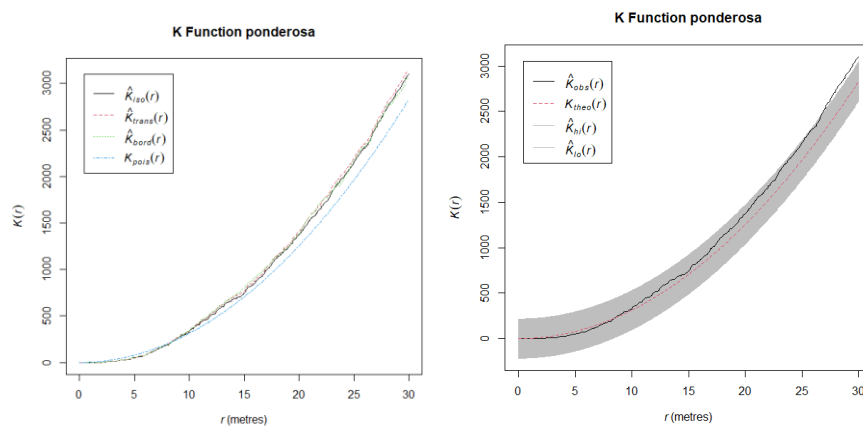 K Function ponderosa
K̂iso(r)
K̂trans(r)
K̂bord(r)
Kpois(r)
K(r)
0 500 1000 1500 2000 2500 3000
0 5 10 15 20 25 30
r (metres)
K Function ponderosa
K̂obs(r)
Ktheo(r)
K̂hi(r)
K̂lo(r)
K(r)
0 500 1000 1500 2000 2500 3000
0 5 10 15 20 25 30
r (metres)